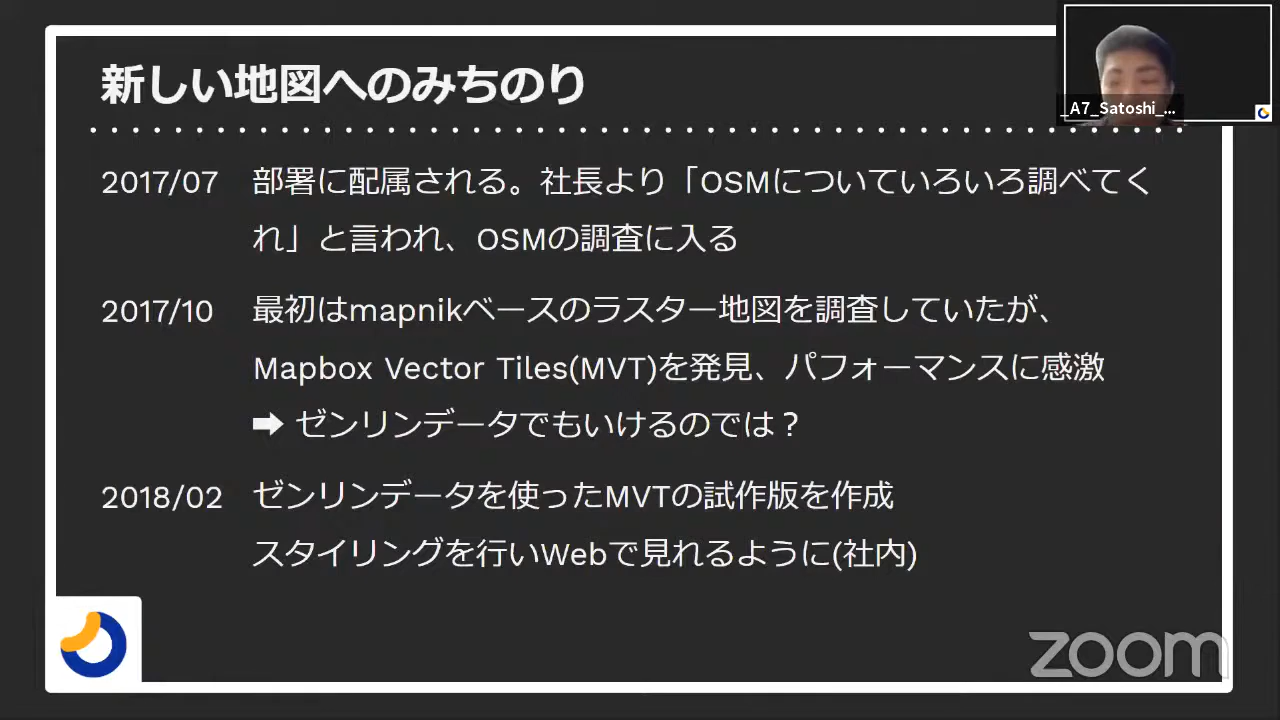 新しい地図へのみちのり
_A7_Satoshi_...
2017/07 部署に配属される。社長より「OSMについていろいろ調べてく
れ」と言われ、OSMの調査に入る
2017/10 最初はmapnikベースのラスター地図を調査していたが、
Mapbox Vector Tiles(MVT)を発見、パフォーマンスに感激
➡ ゼンリンデータでもいけるのでは？
2018/02 ゼンリンデータを使ったMVTの試作版を作成
スタイリングを行いWebで見れるように(社内)
zoom